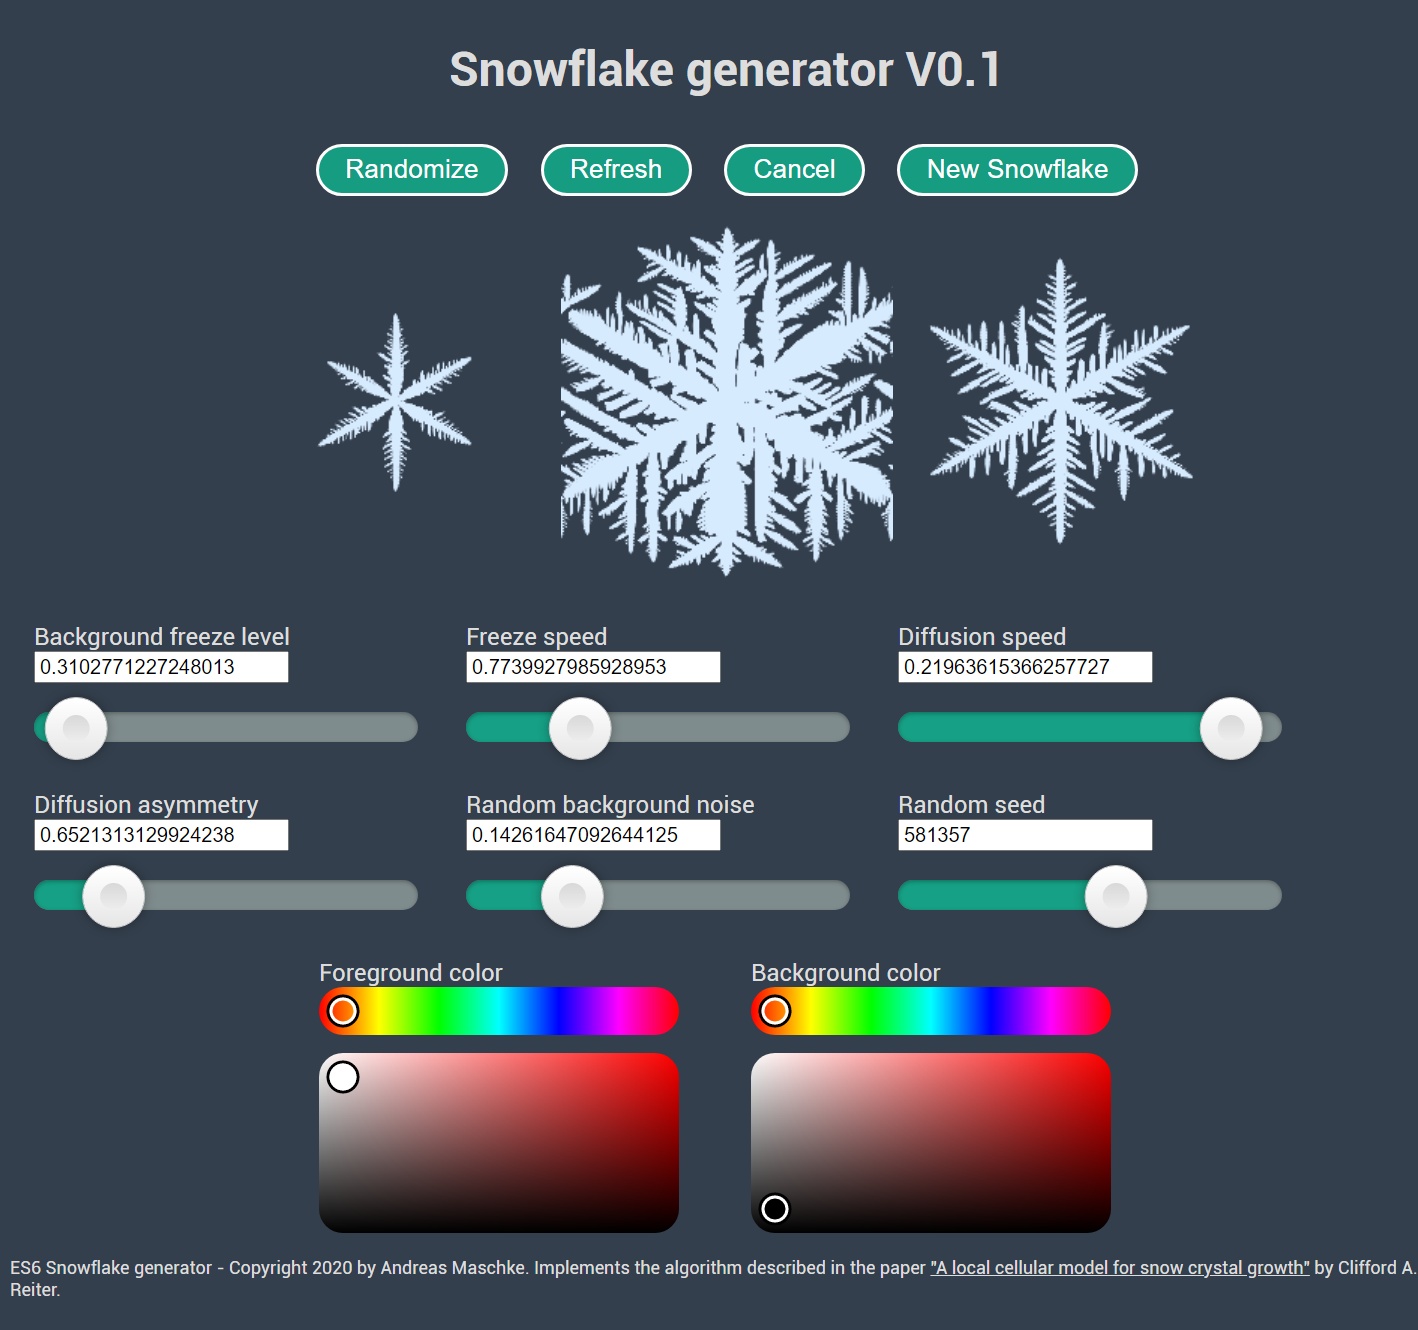 Snowflake generator V0.1
Randomize
Refresh
Cancel
New Snowflake
Background freeze level
0.3102771227248013
Freeze speed
0.7739927985928953
Diffusion speed
0.21963615366257727
Diffusion asymmetry
0.6521313129924238
Random background noise
0.14261647092644125
Random seed
581357
Foreground color
Background color
ES6 Snowflake generator - Copyright 2020 by Andreas Maschke. Implements the algorithm described in the paper "A local cellular model for snow crystal growth" by Clifford A.
Reiter.